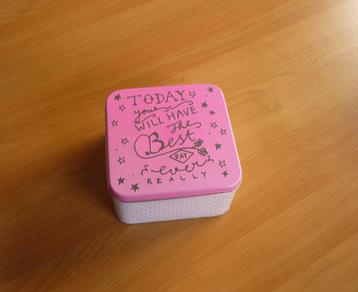 TODAY
you
WILL HAVE
the
Best
DAY
ever
REALLY